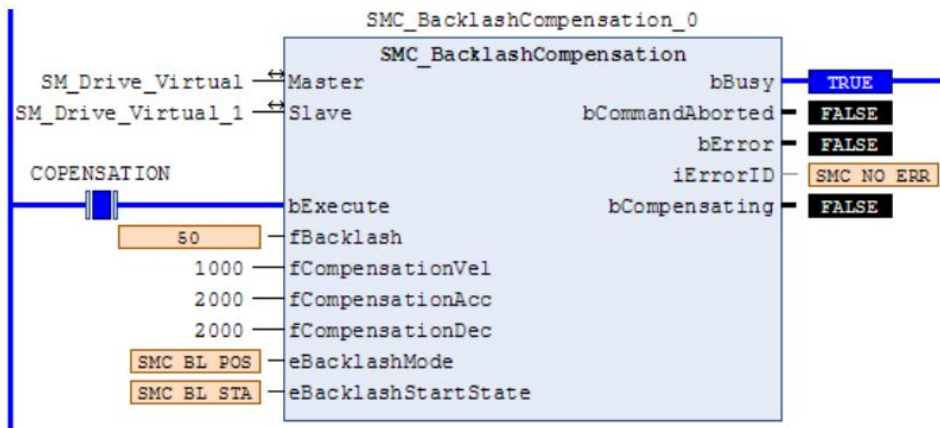 SMC_BacklashCompensation_0
SMC_BacklashCompensation
SM_Drive_Virtual Master bBusy TRUE
SM_Drive_Virtual_1 Slave bCommandAborted FALSE
bError FALSE
COPENSATION iErrorID SMC NO ERR
bExecute bCompensating FALSE
50 fBacklash
1000 fCompensationVel
2000 fCompensationAcc
2000 fCompensationDec
SMC BL POS eBacklashMode
SMC BL STA eBacklashStartState